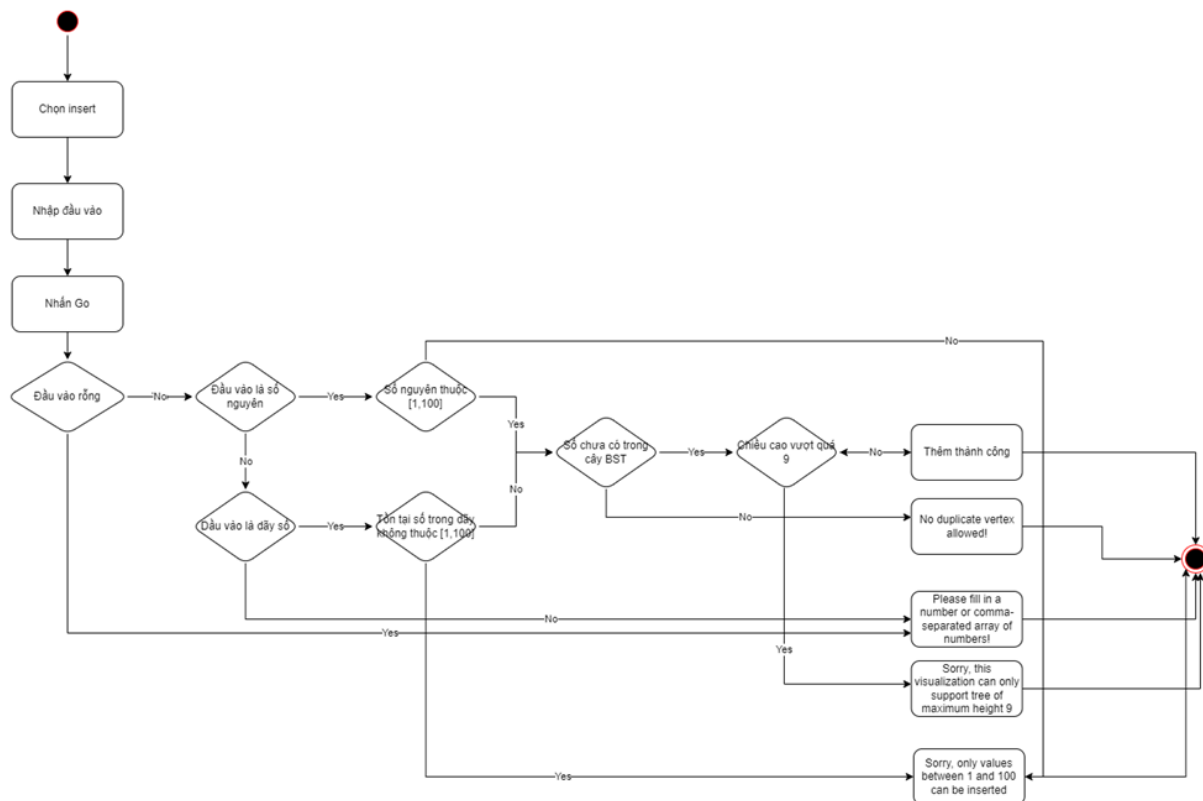 Chọn insert
Nhập đầu vào
Nhấn Go
Đầu vào rỗng
No
Đầu vào là số
nguyên
Yes
Số nguyên thuộc
[1,100]
No
Yes
No
Dầu vào là dãy số
Yes
Tồn tại số trong dãy
không thuộc [1,100]
No
Số chưa có trong
cây BST
Yes
Chiều cao vượt quá
9
No
Thêm thành công
No
No duplicate vertex
allowed!
No
Yes
Please fill in a
number or comma-
separated array of
numbers!
Yes
Sorry, this
visualization can only
support tree of
maximum height 9
Yes
Sorry, only values
between 1 and 100
can be inserted